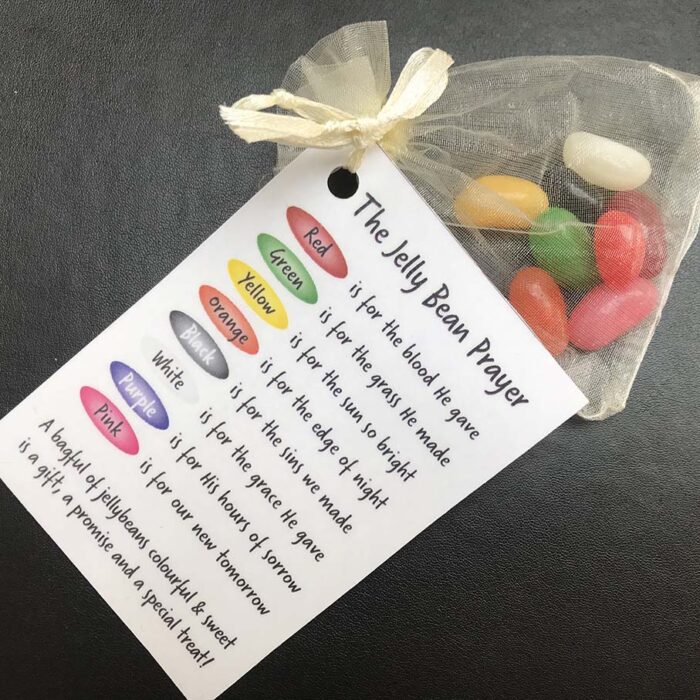 The Jelly Bean Prayer
Red is for the blood He gave
Green is for the grass He made
Yellow is for the sun so bright
orange is for the edge of night
Black is for the sins we made
White is for the grace He gave
Purple is for His hours of sorrow
Pink is for our new tomorrow
A bagful of jellybeans colourful & sweet
is a gift, a promise and a special treat!